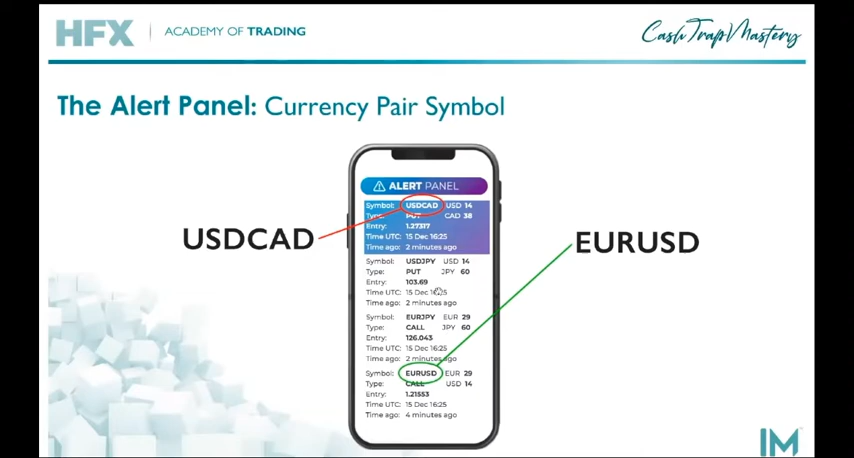 HFX ACADEMY OF TRADING
CashTrapMastery
The Alert Panel: Currency Pair Symbol
ALERT PANEL
Symbol: USDCAD USD 14
Type: PUT CAD 38
Entry: 1.27317
Time UTC: 15 Dec 16:25
Time ago: 2 minutes ago
Symbol: USDJPY USD 14
Type: PUT JPY 60
Entry: 103.69
Time UTC: 15 Dec 16:25
Time ago: 2 minutes ago
Symbol: EURJPY EUR 29
Type: CALL JPY 60
Entry: 126.043
Time UTC: 15 Dec 16:25
Time ago: 2 minutes ago
Symbol: EURUSD EUR 29
Type: CALL USD 14
Entry: 1.21553
Time UTC: 15 Dec 16:25
Time ago: 4 minutes ago
USDCAD
EURUSD
IM